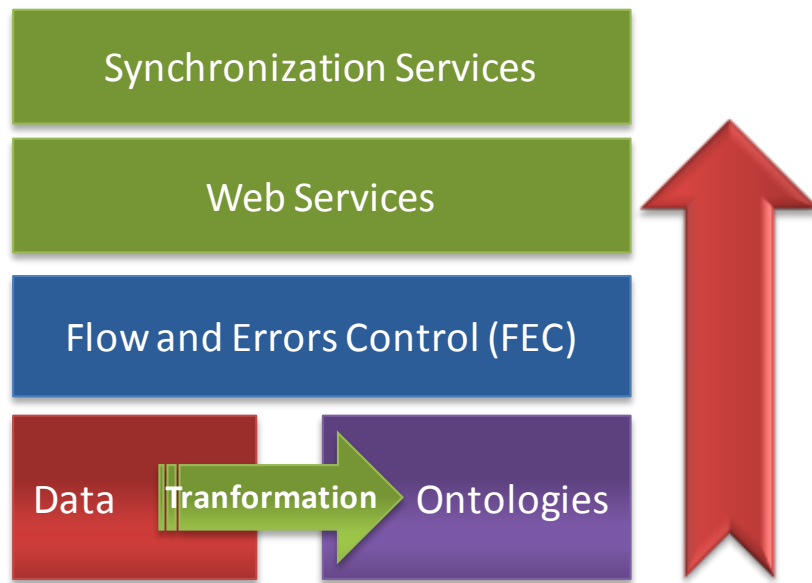 Synchronization Services
Web Services
Flow and Errors Control (FEC)
Data
Tranformation
Ontologies